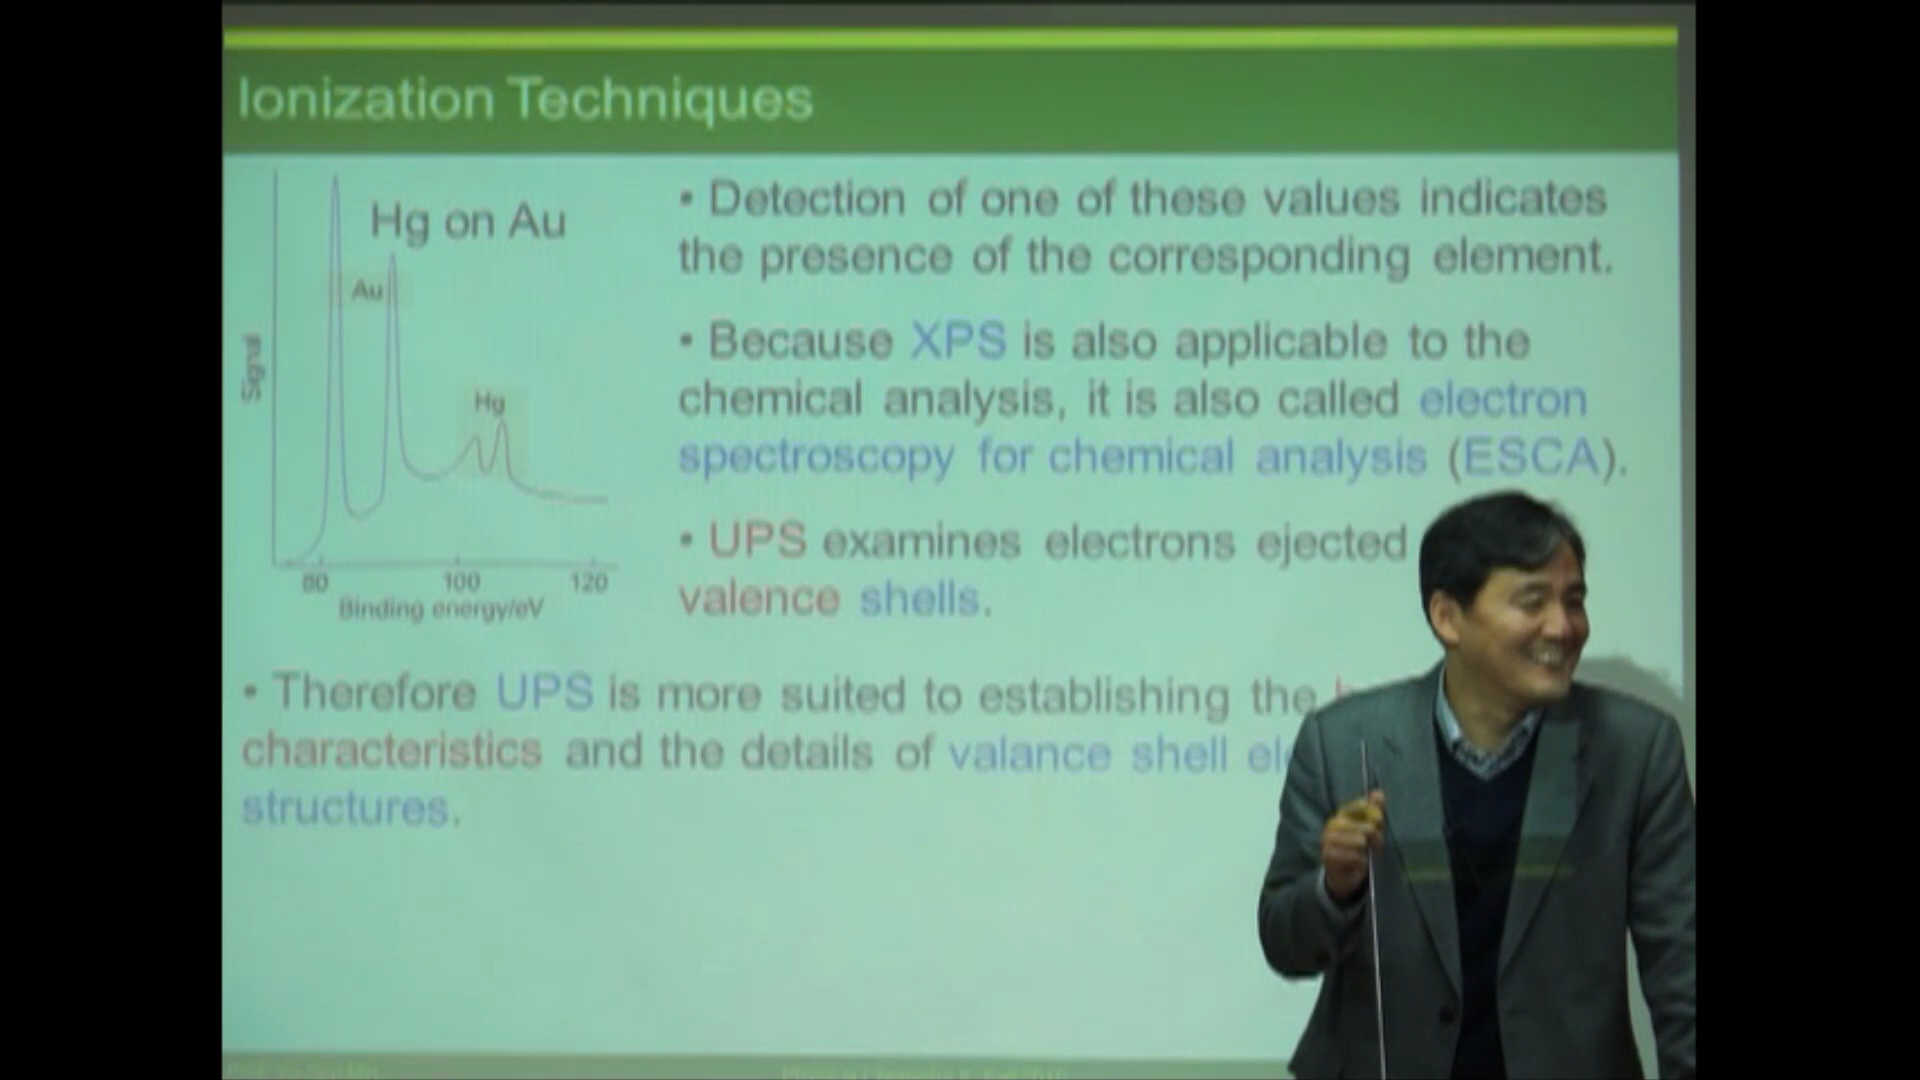 Ionization Techniques
Hg on Au
Au
Hg
Signal
80 100 120
Binding energy/eV
• Detection of one of these values indicates
the presence of the corresponding element.
• Because XPS is also applicable to the
chemical analysis, it is also called electron
spectroscopy for chemical analysis (ESCA).
• UPS examines electrons ejected
valence shells.
• Therefore UPS is more suited to establishing the
characteristics and the details of valance shell
structures.